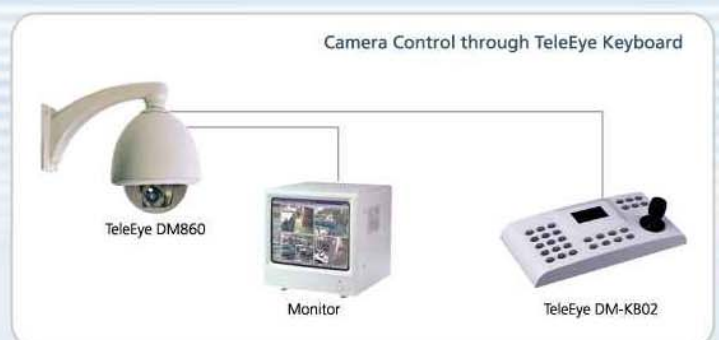 Camera Control through TeleEye Keyboard
TeleEye DM860
Monitor
TeleEye DM-KB02